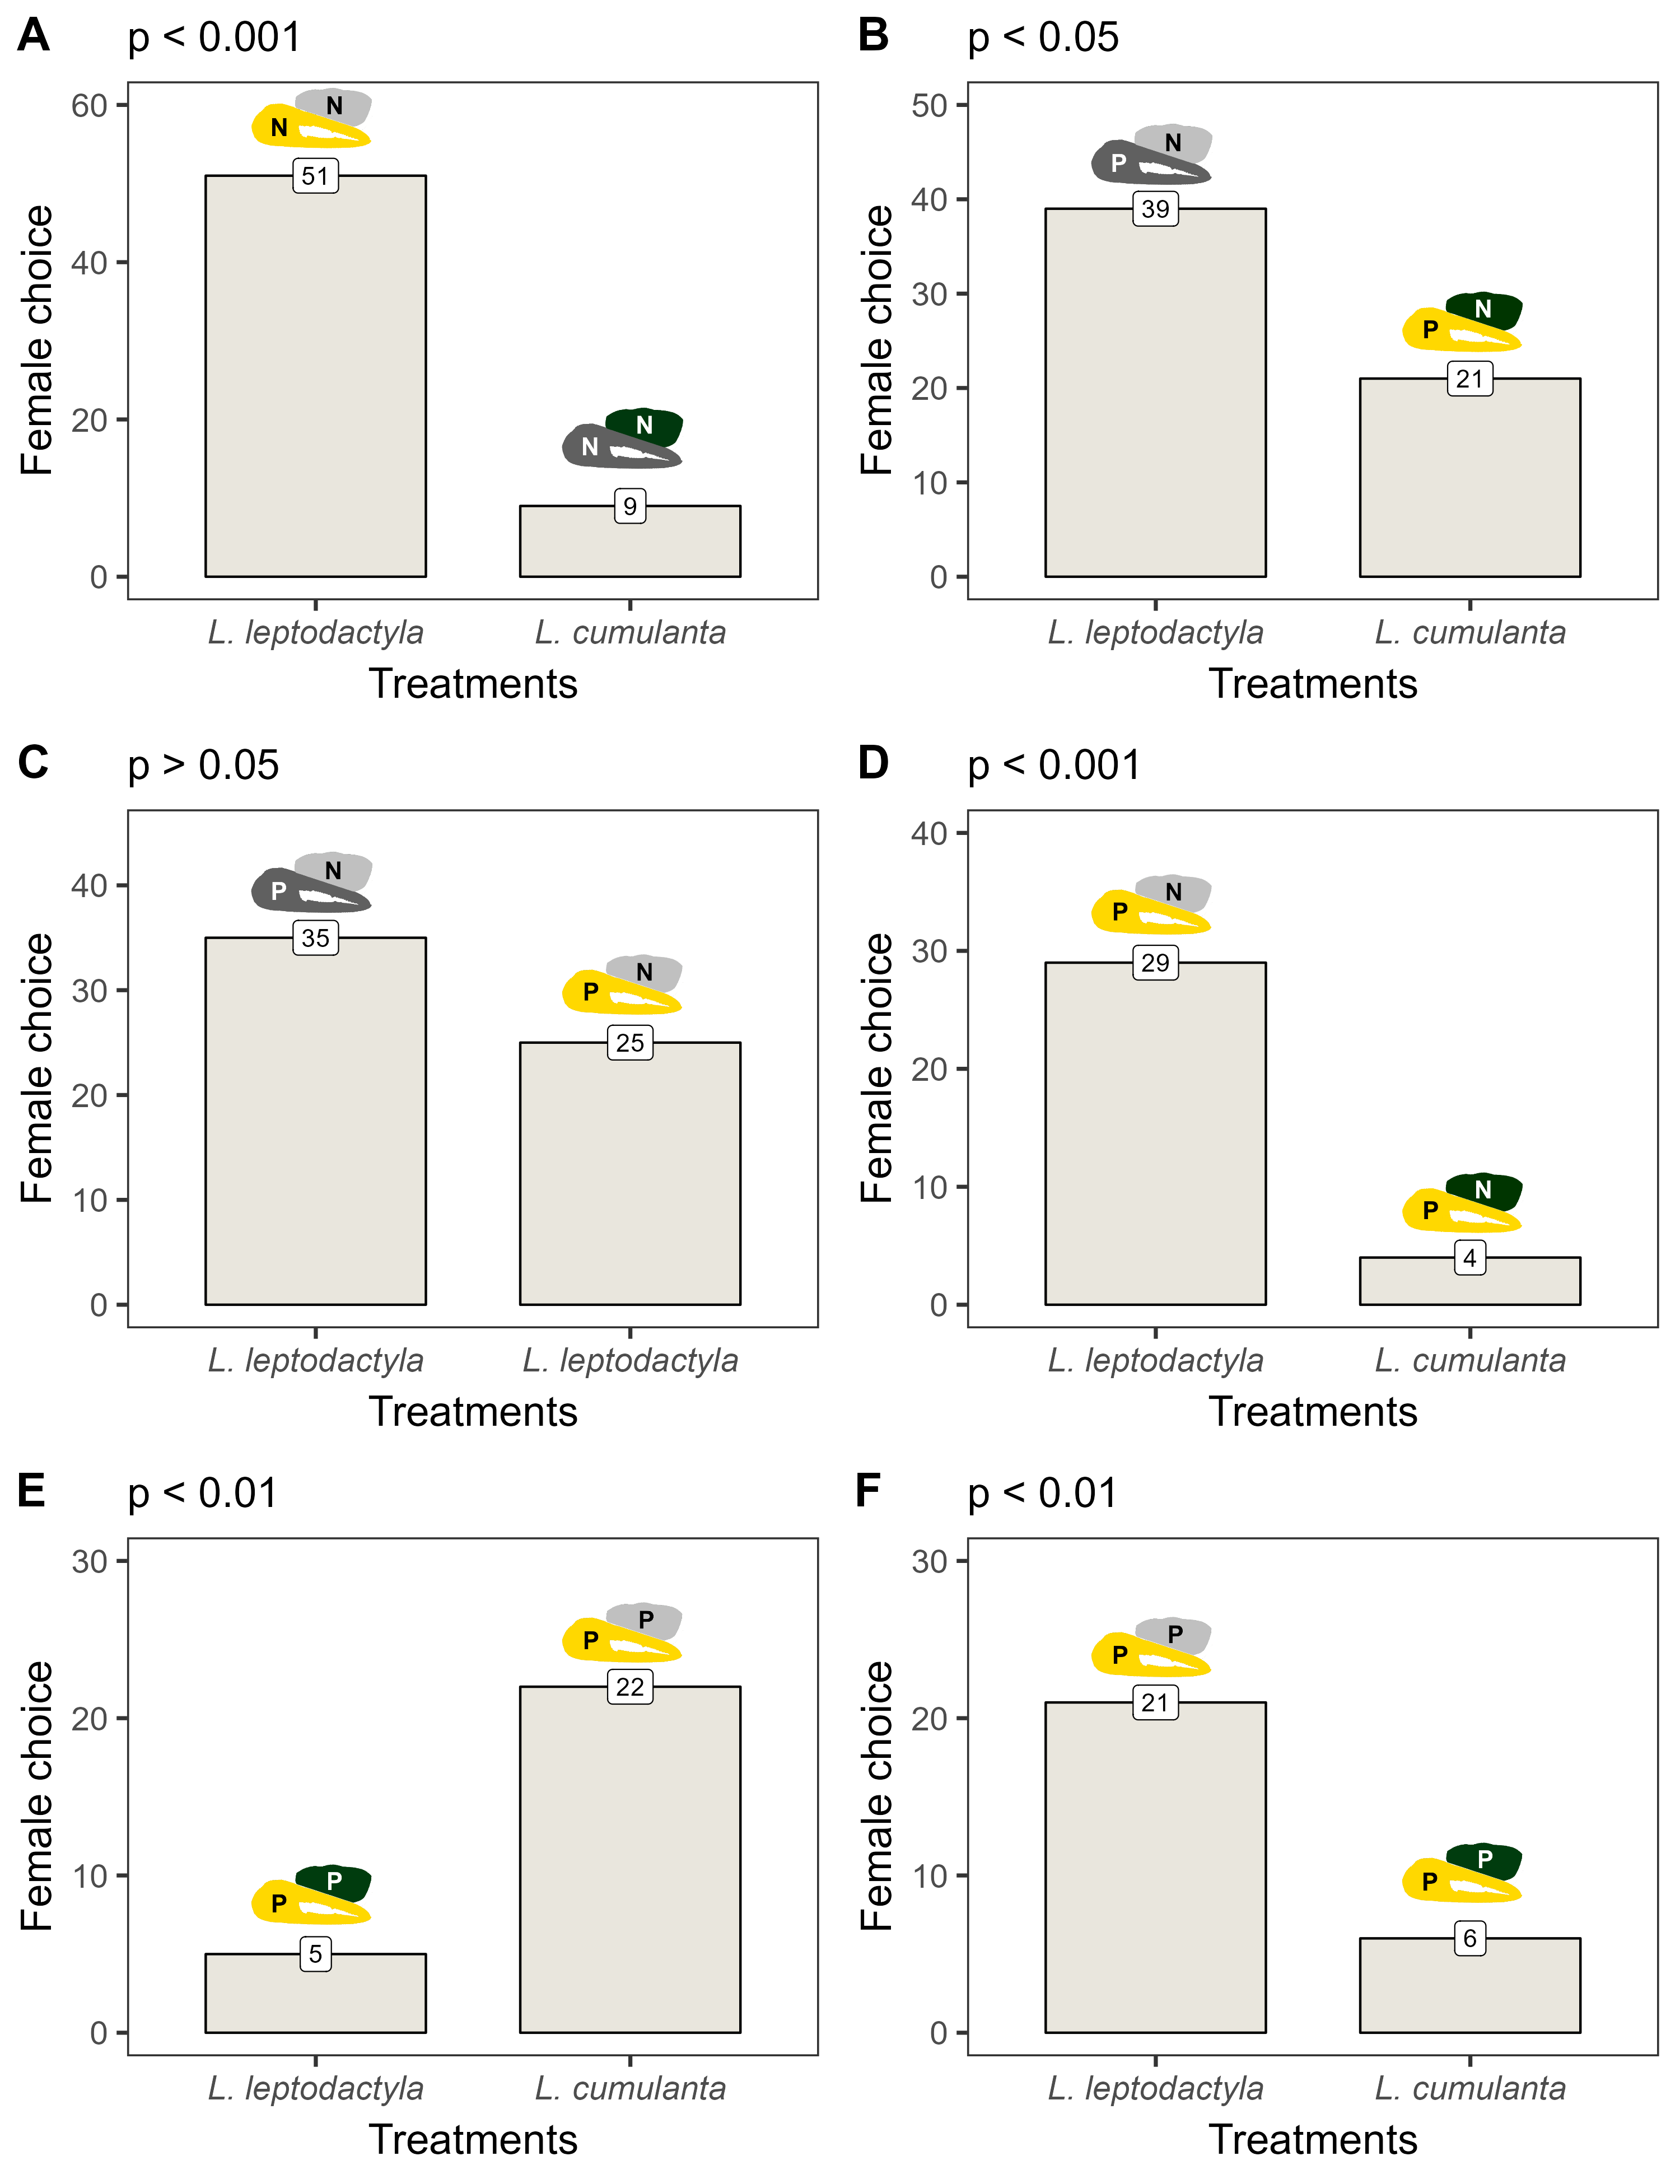 A p < 0.001
Female choice
60
40
20
0
N
N
51
N
N
9
L. leptodactyla L. cumulanta
Treatments
B p < 0.05
Female choice
50
40
30
20
10
0
N
P
39
N
P
21
L. leptodactyla L. cumulanta
Treatments
C p > 0.05
Female choice
40
30
20
10
0
N
P
35
N
P
25
L. leptodactyla L. leptodactyla
Treatments
D p < 0.001
Female choice
40
30
20
10
0
N
P
29
N
P
4
L. leptodactyla L. cumulanta
Treatments
E p < 0.01
Female choice
30
20
10
0
P
P
5
P
P
22
L. leptodactyla L. cumulanta
Treatments
F p < 0.01
Female choice
30
20
10
0
P
P
21
P
P
6
L. leptodactyla L. cumulanta
Treatments